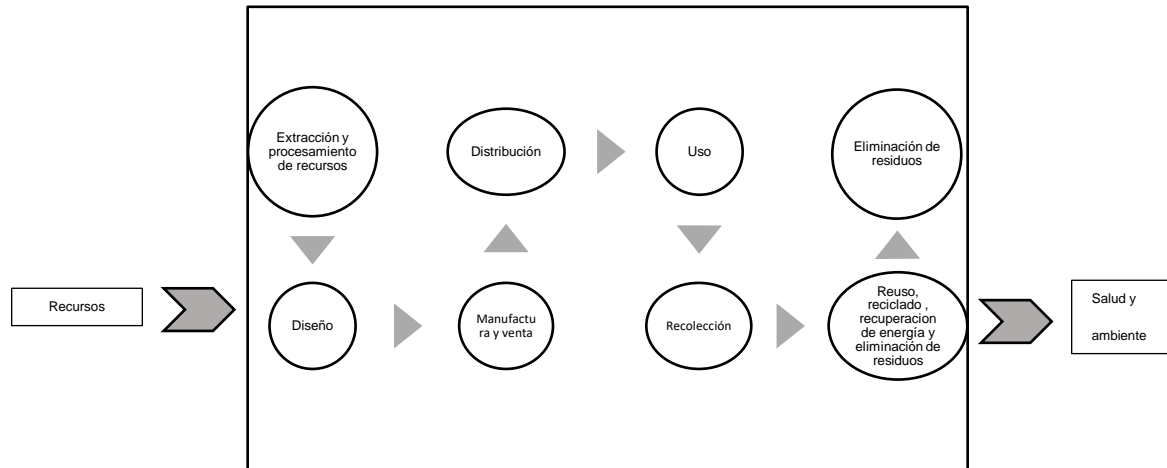 Extracción y
procesamiento
de recursos
Distribución
Uso
Eliminación de
residuos
Recursos
Diseño
Manufactu
ra y venta
Recolección
Reuso,
reciclado ,
recuperacion
de energía y
eliminación de
residuos
Salud y
ambiente